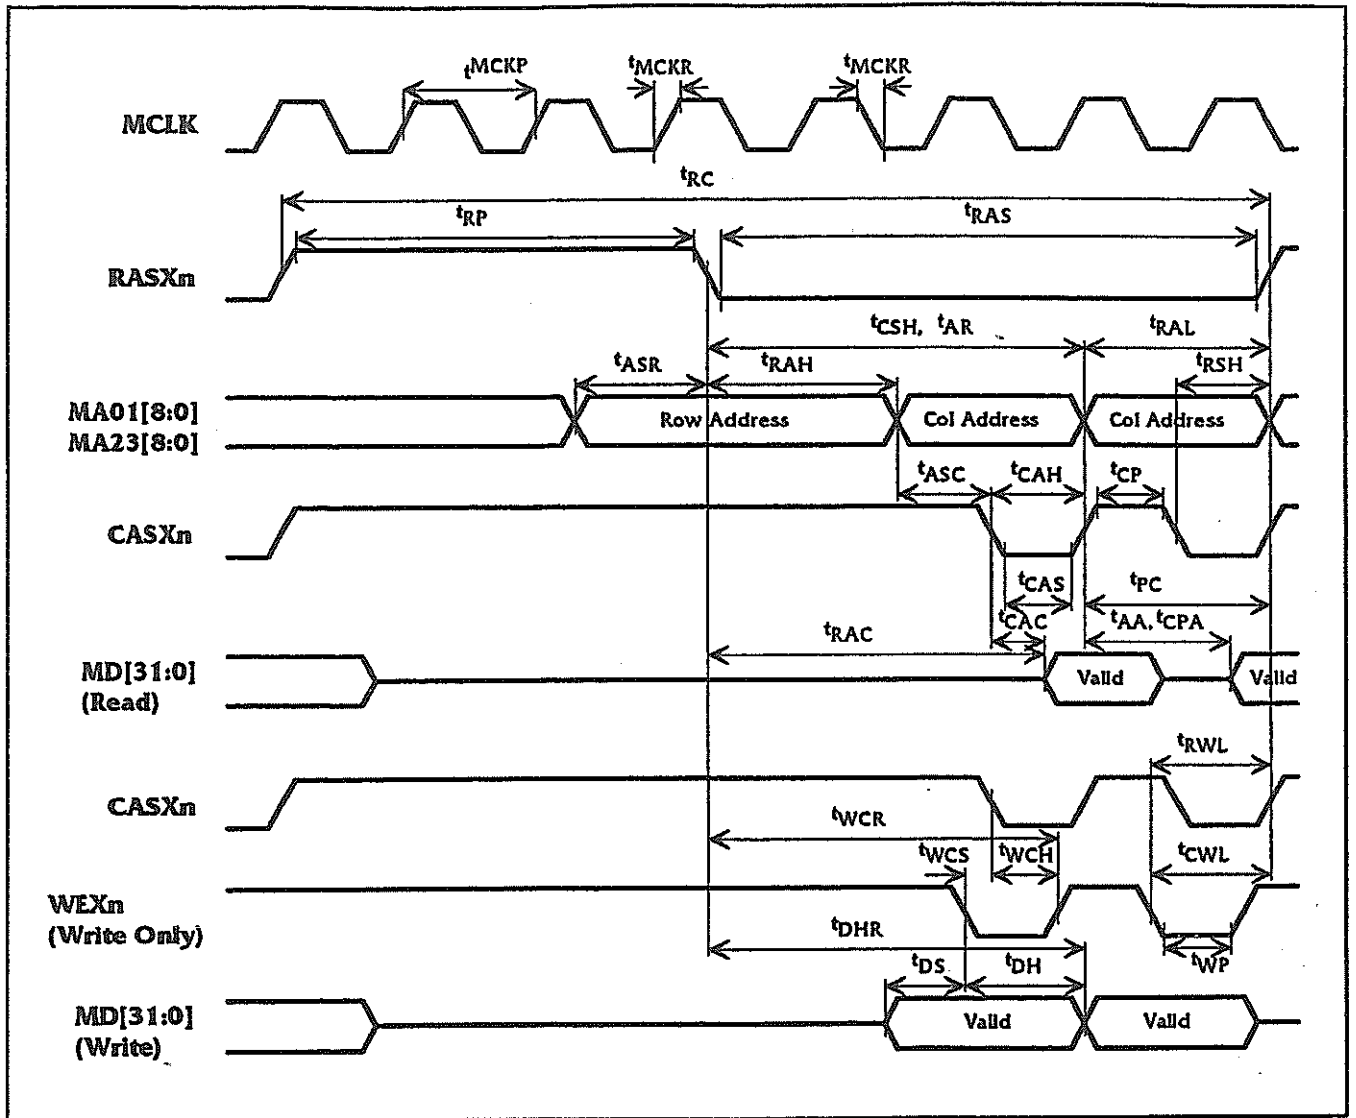 tMCKP tMCKR tMCKR
MCLK
tRC
tRP tRAS
RASXn
tCSH, tAR tRAL
tASR tRAH tRSH
MA01[8:0] Row Address Col Address Col Address
MA23[8:0]
tASC tCAH tCP
CASXn
tCAS tPC
tRAC tCAC tAA, tCPA
MD[31:0] Valid Valid
(Read)
tRWL
CASXn
tWCR
tWCS tWCH tCWL
WEXn
(Write Only)
tDHR
tDS tDH tWP
MD[31:0] Valid Valid
(Write)